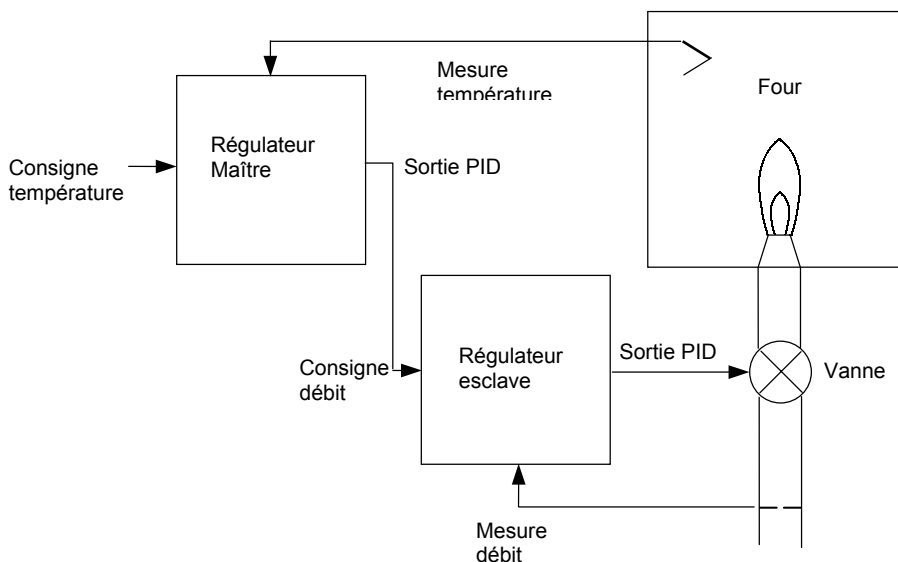 Mesure
température
Four
Régulateur
Maître
Consigne
température
Sortie PID
Régulateur
esclave
Sortie PID
Consigne
débit
Vanne
Mesure
débit